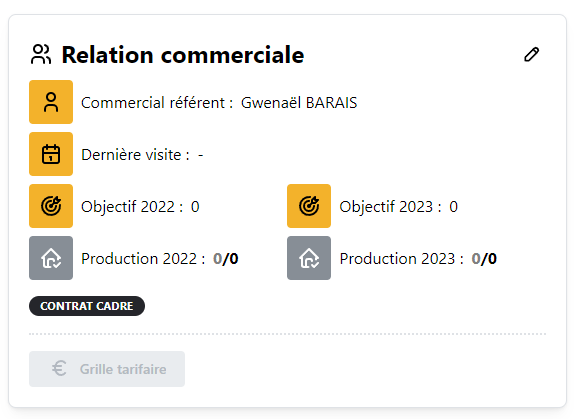 Relation commerciale
Commercial référent : Gwenaël BARAIS
Dernière visite : -
Objectif 2022 : 0 Objectif 2023 : 0
Production 2022 : 0/0 Production 2023 : 0/0
CONTRAT CADRE
€ Grille tarifaire